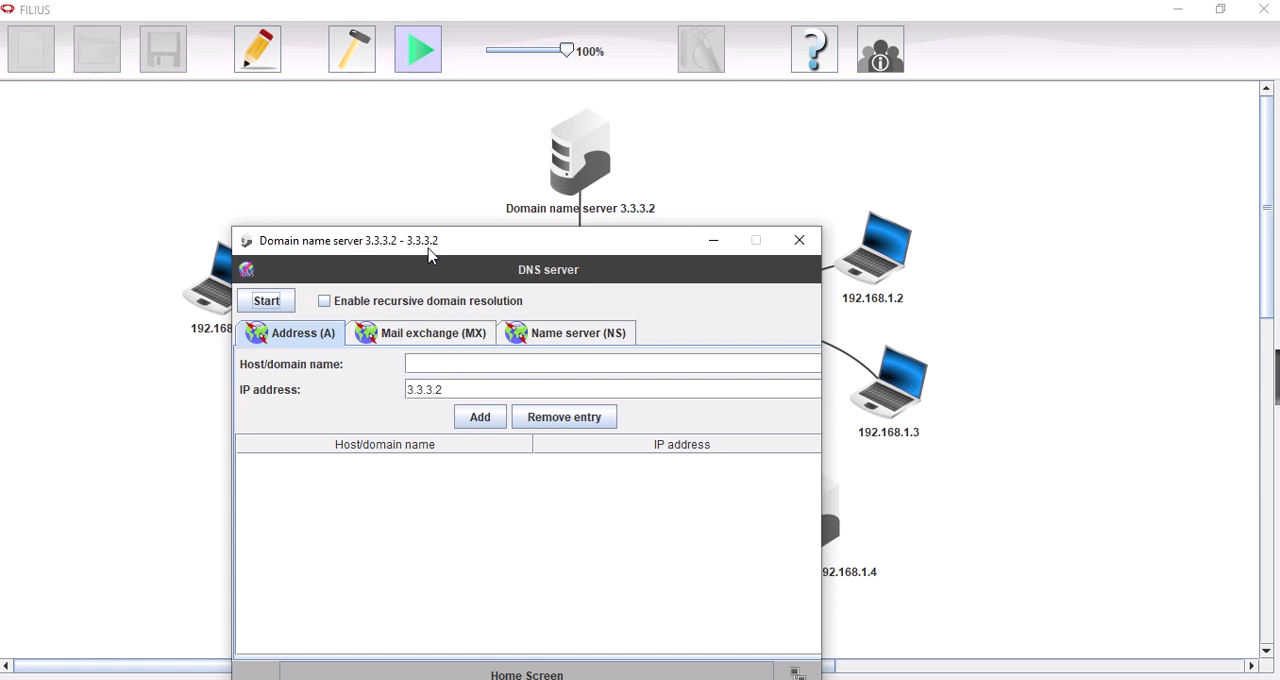 FILIUS
100%
Domain name server 3.3.3.2
Domain name server 3.3.3.2 - 3.3.3.2
DNS server
Start
Enable recursive domain resolution
Address (A)
Mail exchange (MX)
Name server (NS)
Host/domain name:
IP address:
3.3.3.2
Add
Remove entry
Host/domain name
IP address
Home Screen
192.168
192.168.1.2
192.168.1.3
92.168.1.4